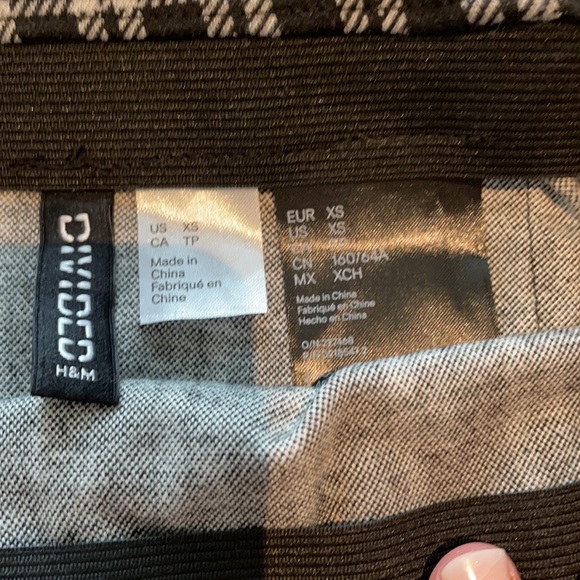 DIVIDED
H&M
US XS
CA TP
Made in
China
Fabriqué en
Chine
EUR XS
US XS
CN 160/64A
MX XCH
Made in China
Fabriqué en Chine
Hecho en China